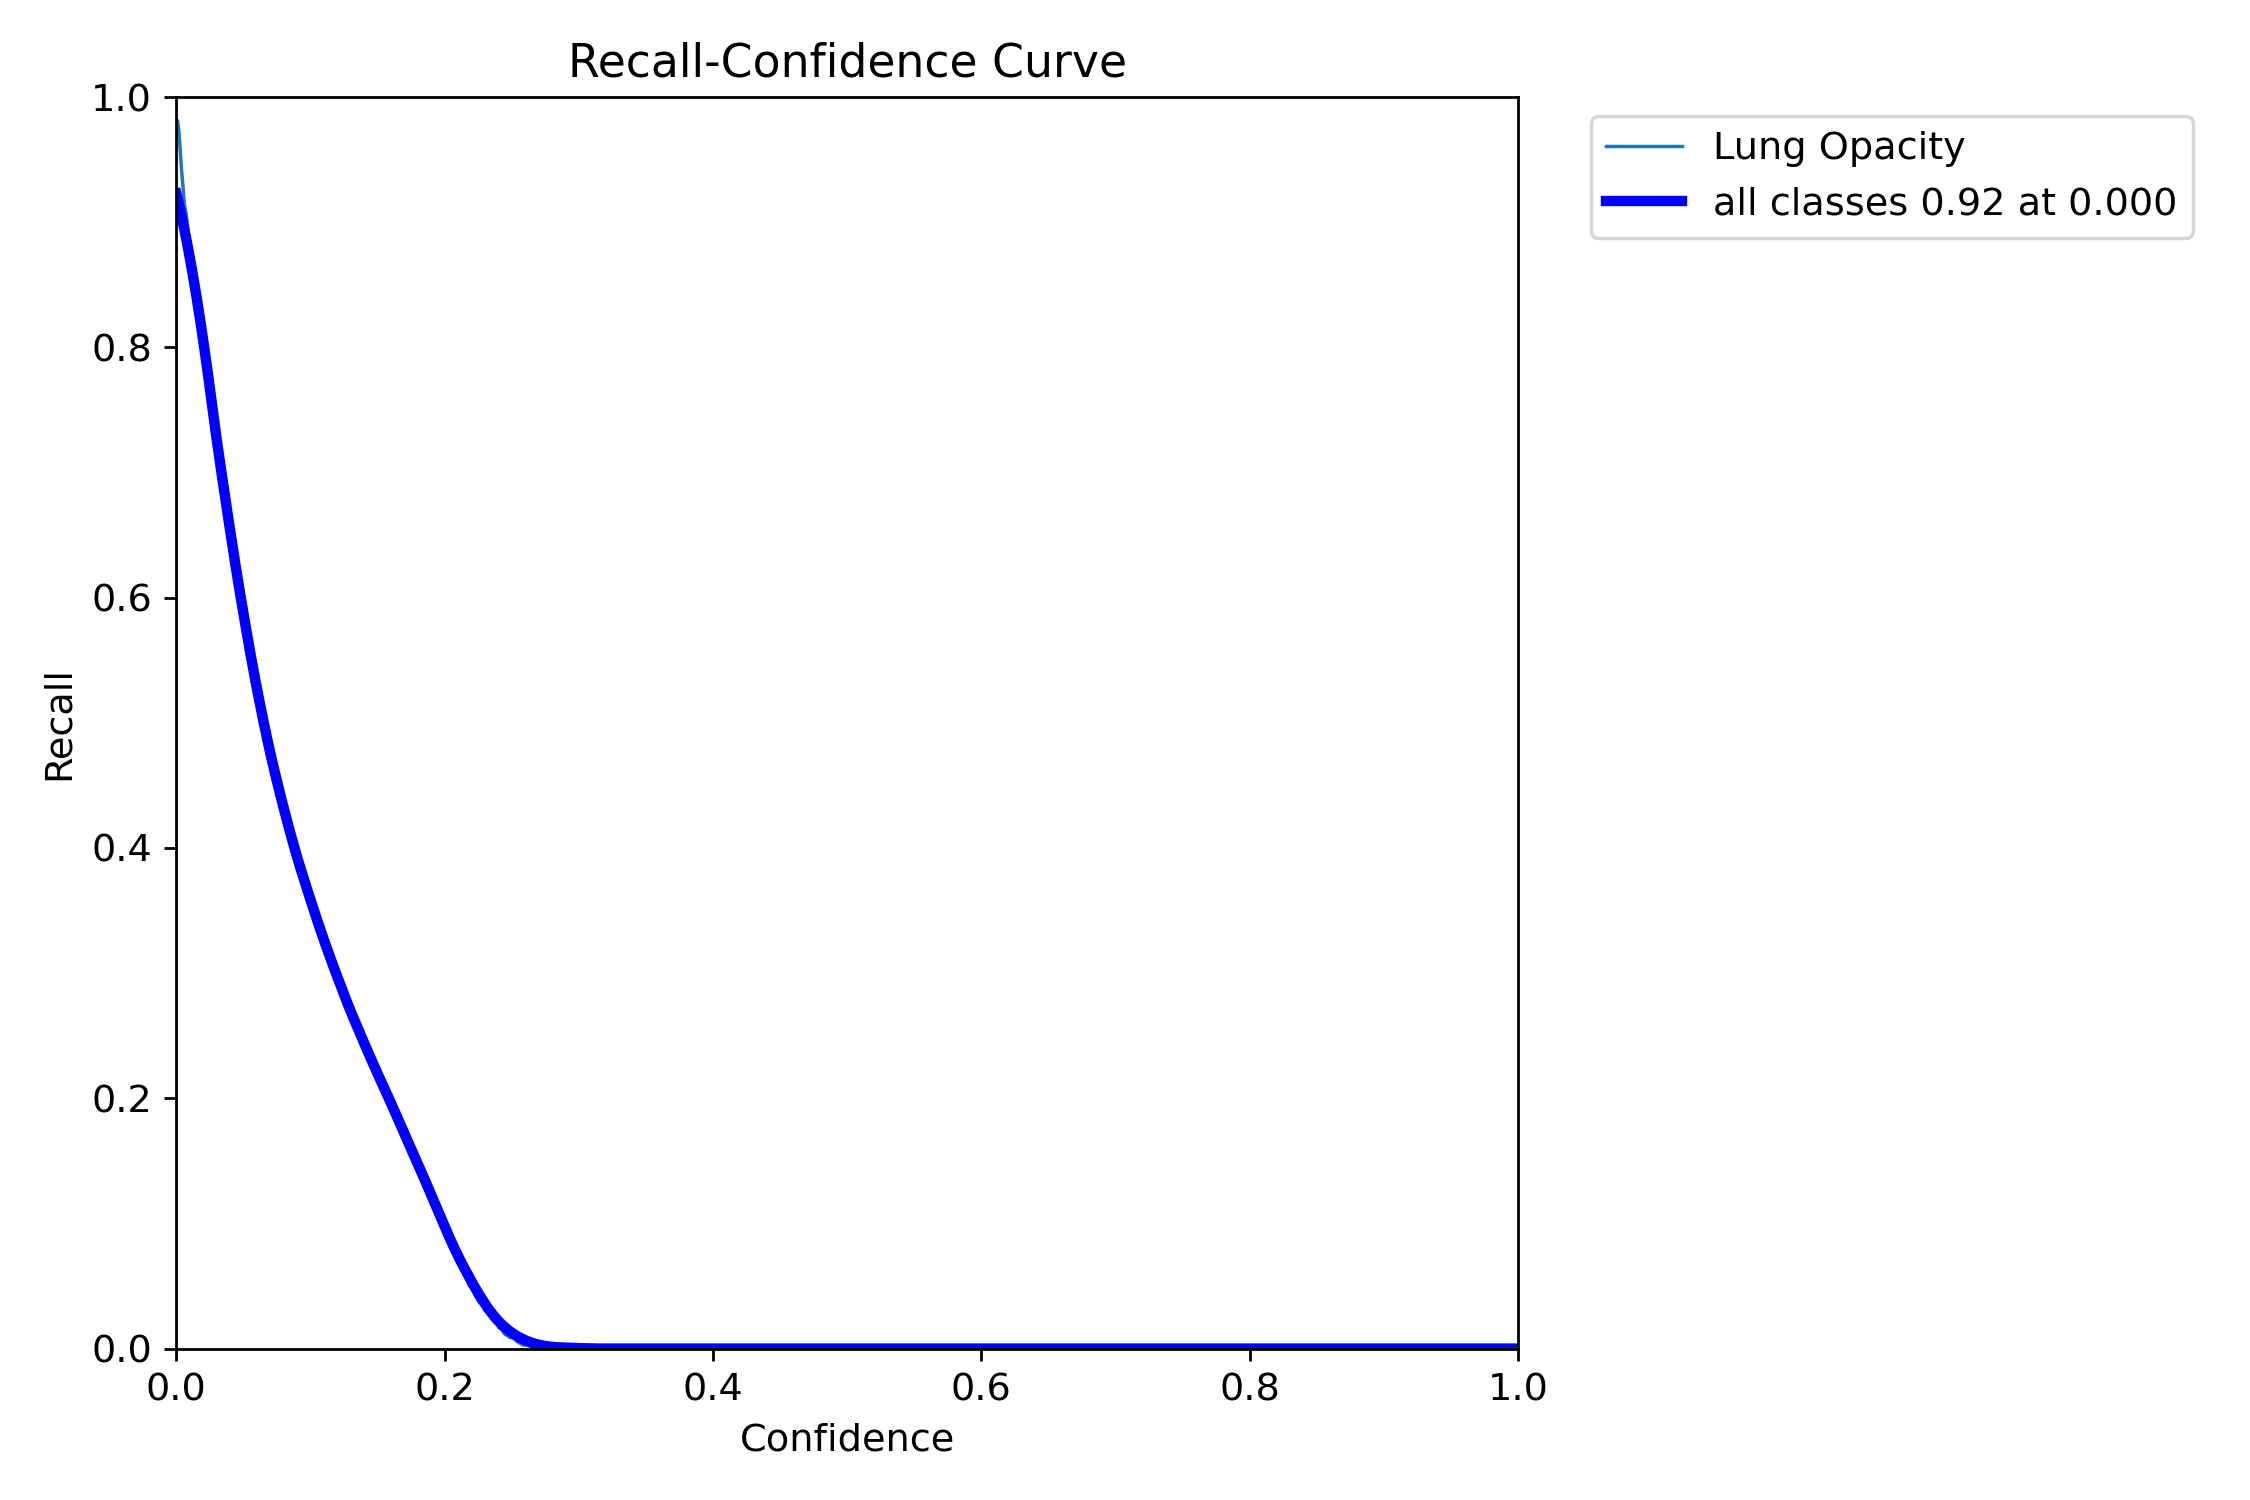 Recall-Confidence Curve
Lung Opacity
all classes 0.92 at 0.000
1.0
0.8
0.6
0.4
0.2
0.0
Recall
0.0 0.2 0.4 0.6 0.8 1.0
Confidence